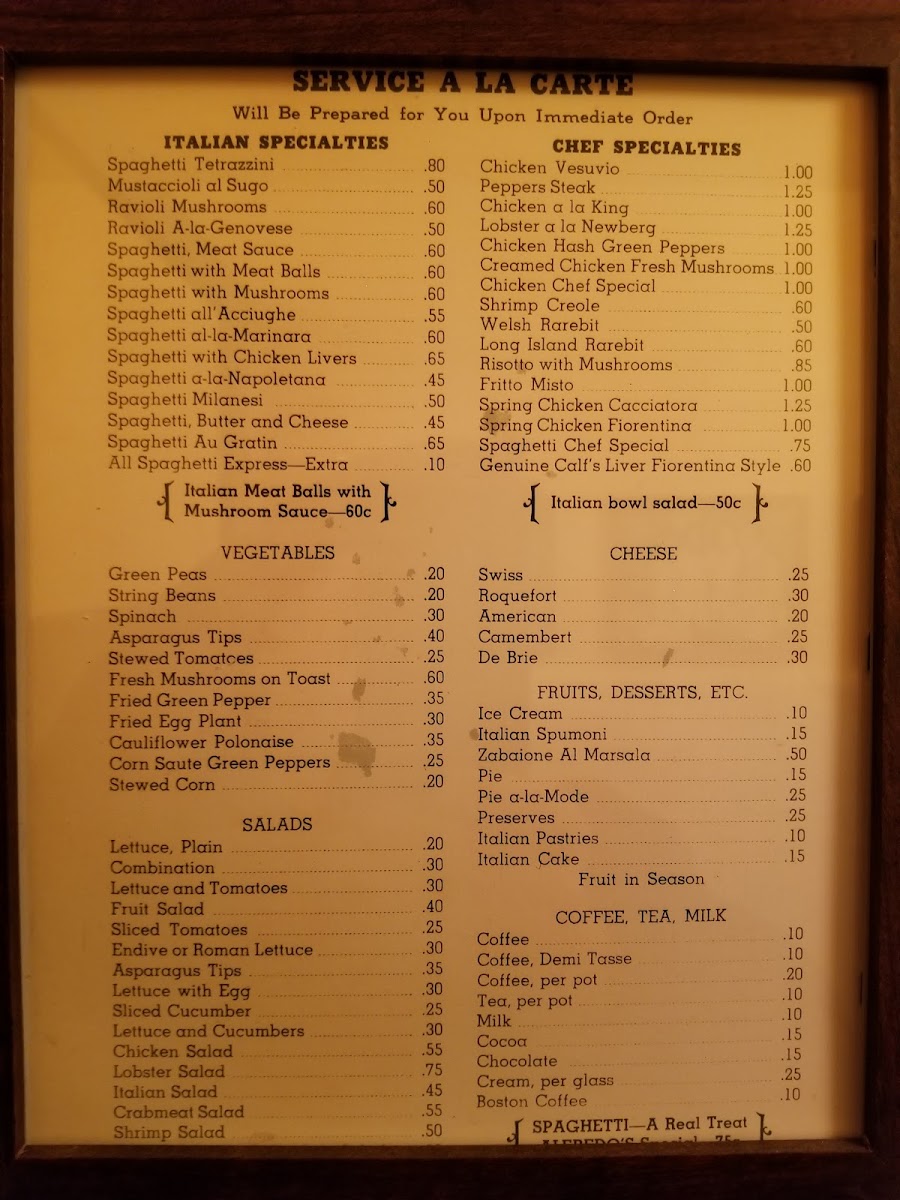 SERVICE A LA CARTE
Will Be Prepared for You Upon Immediate Order
ITALIAN SPECIALTIES
Spaghetti Tetrazzini .80
Mustaccioli al Sugo .50
Ravioli Mushrooms .60
Ravioli A-la-Genovese .50
Spaghetti, Meat Sauce .60
Spaghetti with Meat Balls .60
Spaghetti with Mushrooms .60
Spaghetti all'Acciughe .55
Spaghetti al-la-Marinara .60
Spaghetti with Chicken Livers .65
Spaghetti a-la-Napoletana .45
Spaghetti Milanesi .50
Spaghetti, Butter and Cheese .45
Spaghetti Au Gratin .65
All Spaghetti Express—Extra .10
Italian Meat Balls with
Mushroom Sauce—60c
VEGETABLES
Green Peas .20
String Beans .20
Spinach .30
Asparagus Tips .40
Stewed Tomatoes .25
Fresh Mushrooms on Toast .60
Fried Green Pepper .35
Fried Egg Plant .30
Cauliflower Polonaise .35
Corn Saute Green Peppers .25
Stewed Corn .20
SALADS
Lettuce, Plain .20
Combination .30
Lettuce and Tomatoes .30
Fruit Salad .40
Sliced Tomatoes .25
Endive or Roman Lettuce .30
Asparagus Tips .35
Lettuce with Egg .30
Sliced Cucumber .25
Lettuce and Cucumbers .30
Chicken Salad .55
Lobster Salad .75
Italian Salad .45
Crabmeat Salad .55
Shrimp Salad .50
CHEF SPECIALTIES
Chicken Vesuvio 1.00
Peppers Steak 1.25
Chicken a la King 1.00
Lobster a la Newberg 1.25
Chicken Hash Green Peppers 1.00
Creamed Chicken Fresh Mushrooms 1.00
Chicken Chef Special 1.00
Shrimp Creole .60
Welsh Rarebit .50
Long Island Rarebit .60
Risotto with Mushrooms .85
Fritto Misto 1.00
Spring Chicken Cacciatora 1.25
Spring Chicken Fiorentina 1.00
Spaghetti Chef Special .75
Genuine Calf's Liver Fiorentina Style .60
Italian bowl salad—50c
CHEESE
Swiss .25
Roquefort .30
American .20
Camembert .25
De Brie .30
FRUITS, DESSERTS, ETC.
Ice Cream .10
Italian Spumoni .15
Zabaione Al Marsala .50
Pie .15
Pie a-la-Mode .25
Preserves .25
Italian Pastries .10
Italian Cake .15
Fruit in Season
COFFEE, TEA, MILK
Coffee .10
Coffee, Demi Tasse .10
Coffee, per pot .20
Tea, per pot .10
Milk .10
Cocoa .15
Chocolate .15
Cream, per glass .25
Boston Coffee .10
SPAGHETTI—A Real Treat
ALFREDO'S Special—75c